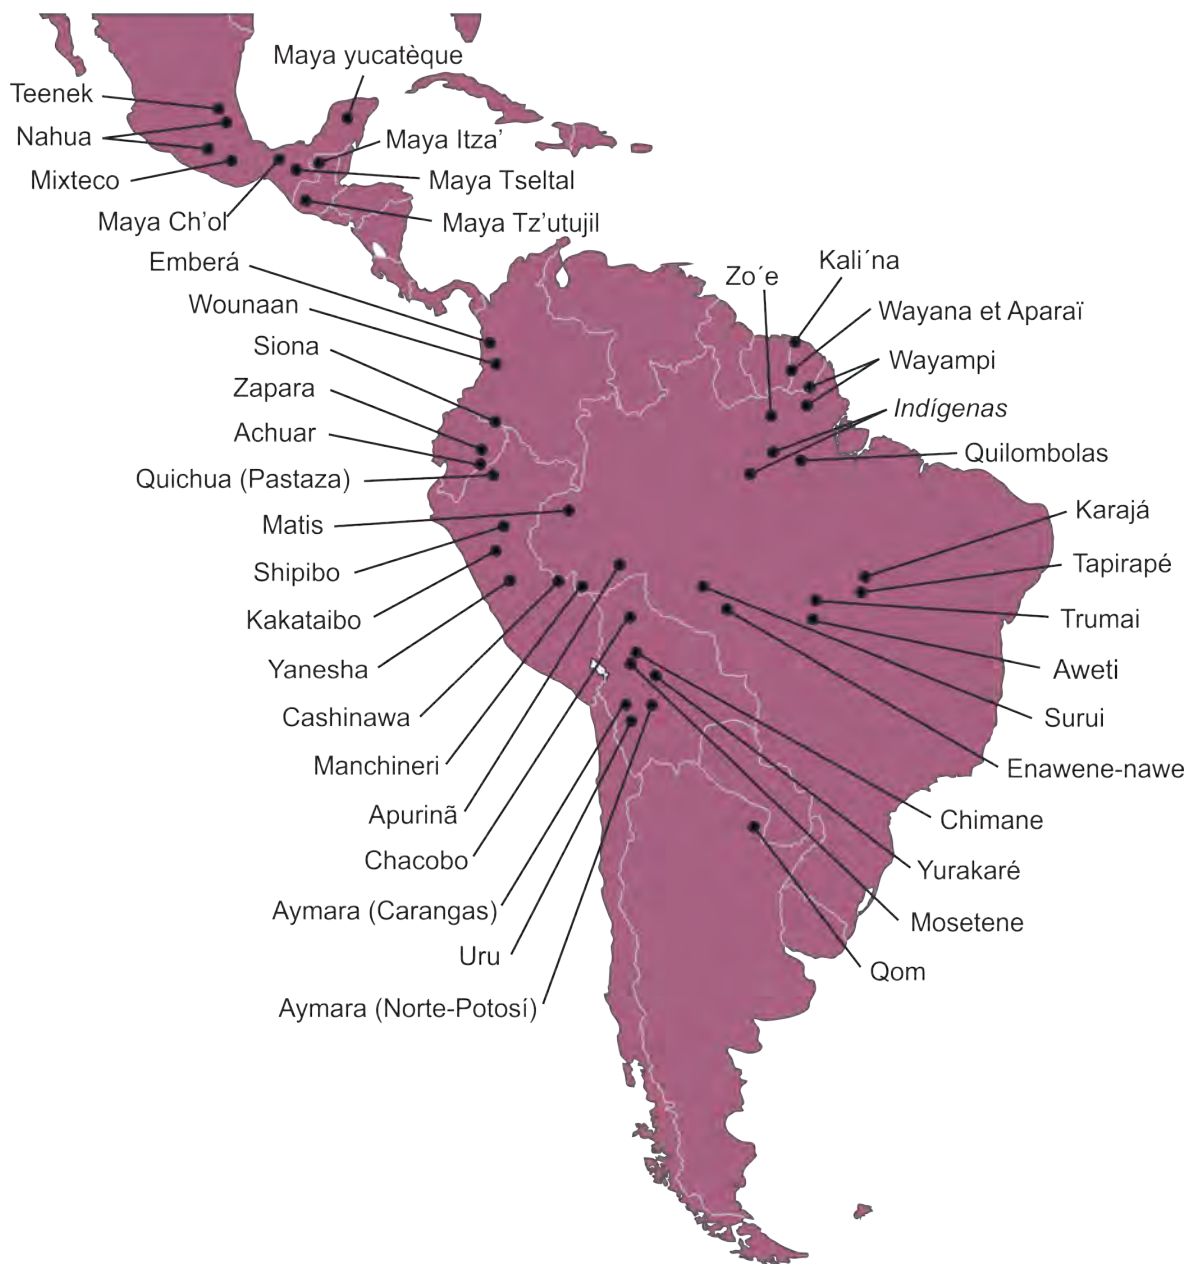 Maya yucatèque
Teenek
Nahua
Mixteco
Maya Ch’ol
Maya Itza’
Maya Tseltal
Maya Tz’utujil
Emberá
Wounaan
Siona
Zapara
Achuar
Quichua (Pastaza)
Matis
Shipibo
Kakataibo
Yanesha
Cashinawa
Manchineri
Apurinã
Chacobo
Aymara (Carangas)
Uru
Aymara (Norte-Potosí)
Zo´e
Kali´na
Wayana et Aparaï
Wayampi
Indígenas
Quilombolas
Karajá
Tapirapé
Trumai
Aweti
Surui
Enawene-nawe
Chimane
Yurakaré
Mosetene
Qom